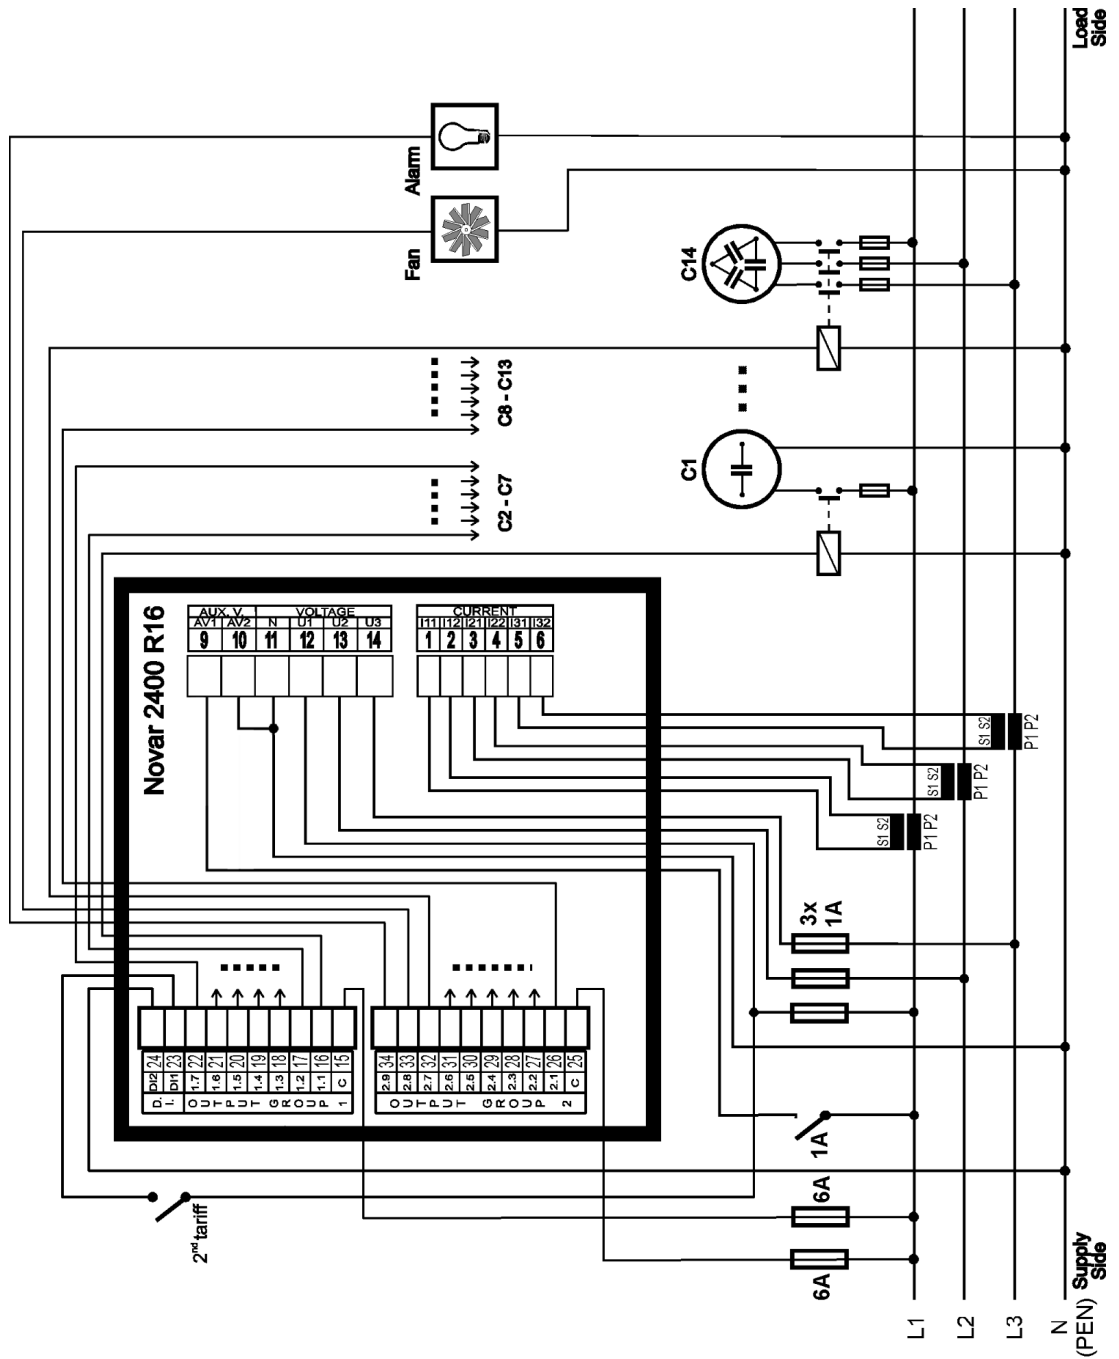 Load
Side
Alarm
Fan
C14
C8 - C13
C2 - C7
C1
Novar 2400 R16
AUX. V. VOLTAGE
AV1 AV2 N U1 U2 U3
9 10 11 12 13 14
CURRENT
I11 I12 I21 I22 I31 I32
1 2 3 4 5 6
S1 S2
P1 P2
S1 S2
P1 P2
S1 S2
P1 P2
3x
1A
24 23 22 21 20 19 18 17 16 15
DI2 DI1 1.7 1.6 1.5 1.4 1.3 1.2 1.1 C
D. I. OUTPUT GROUP 1
34 33 32 31 30 29 28 27 26 25
2.9 2.8 2.7 2.6 2.5 2.4 2.3 2.2 2.1 C
OUTPUT GROUP 2
1A
2nd tariff
6A
6A
Supply
Side
L1
L2
L3
N
(PEN)